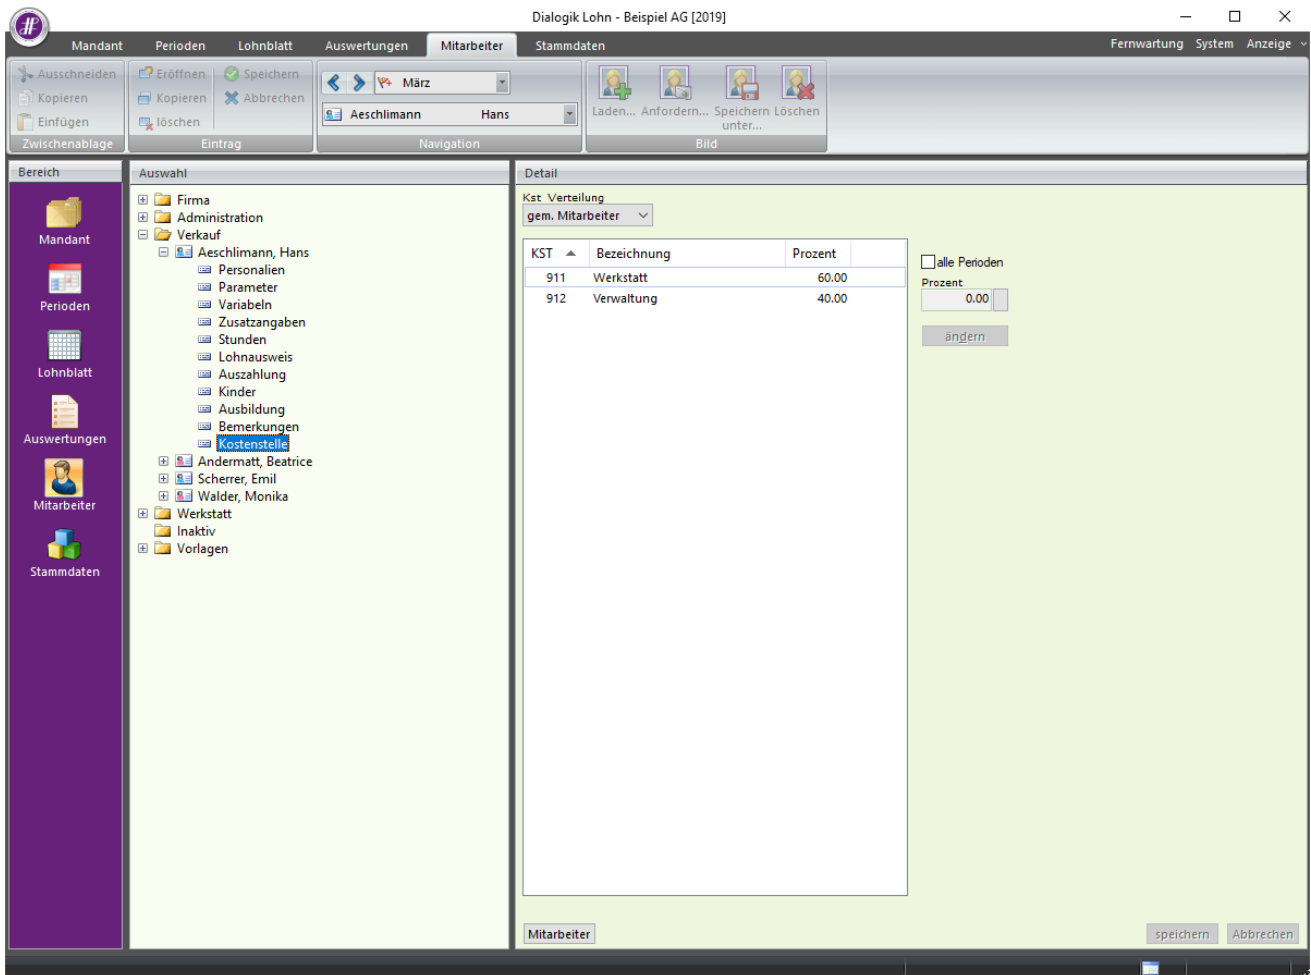 Dialogik Lohn - Beispiel AG [2019]
Mandant Perioden Lohnblatt Auswertungen Mitarbeiter Stammdaten Fernwartung System Anzeige
Ausschneiden
Kopieren
Einfügen
Zwischenablage
Eröffnen Speichern
Kopieren Abbrechen
löschen
Eintrag
März
Aeschlimann Hans
Navigation
Laden... Anfordern... Speichern unter... Löschen
Bild
Bereich
Mandant
Perioden
Lohnblatt
Auswertungen
Mitarbeiter
Stammdaten
Auswahl
Firma
Administration
Verkauf
Aeschlimann, Hans
Personalien
Parameter
Variabeln
Zusatzangaben
Stunden
Lohnausweis
Auszahlung
Kinder
Ausbildung
Bemerkungen
Kostenstelle
Andermatt, Beatrice
Scherrer, Emil
Walder, Monika
Werkstatt
Inaktiv
Vorlagen
Detail
Kst Verteilung
gem. Mitarbeiter
KST Bezeichnung Prozent
911 Werkstatt 60.00
912 Verwaltung 40.00
alle Perioden
Prozent
0.00
ändern
Mitarbeiter speichern Abbrechen